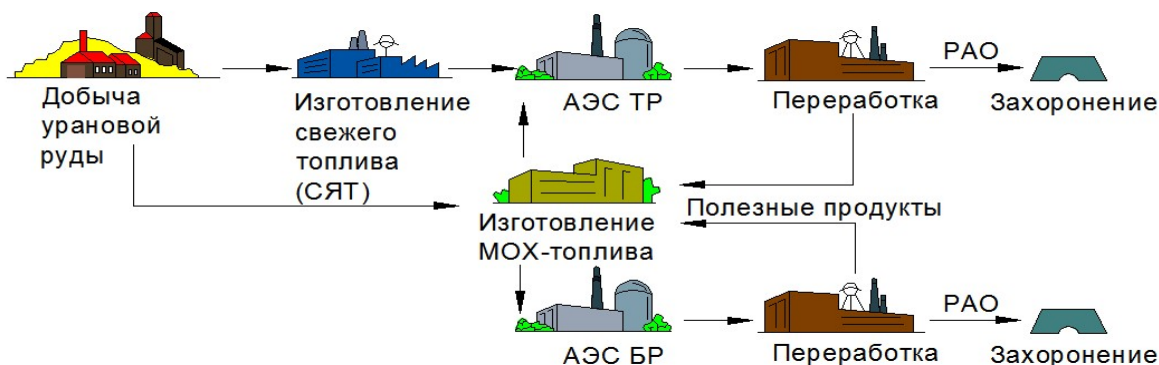 Добыча
урановой
руды
Изготовление
свежего
топлива
(СЯТ)
АЭС ТР
Переработка
РАО
Захоронение
Изготовление
МОХ-топлива
Полезные продукты
АЭС БР
Переработка
РАО
Захоронение